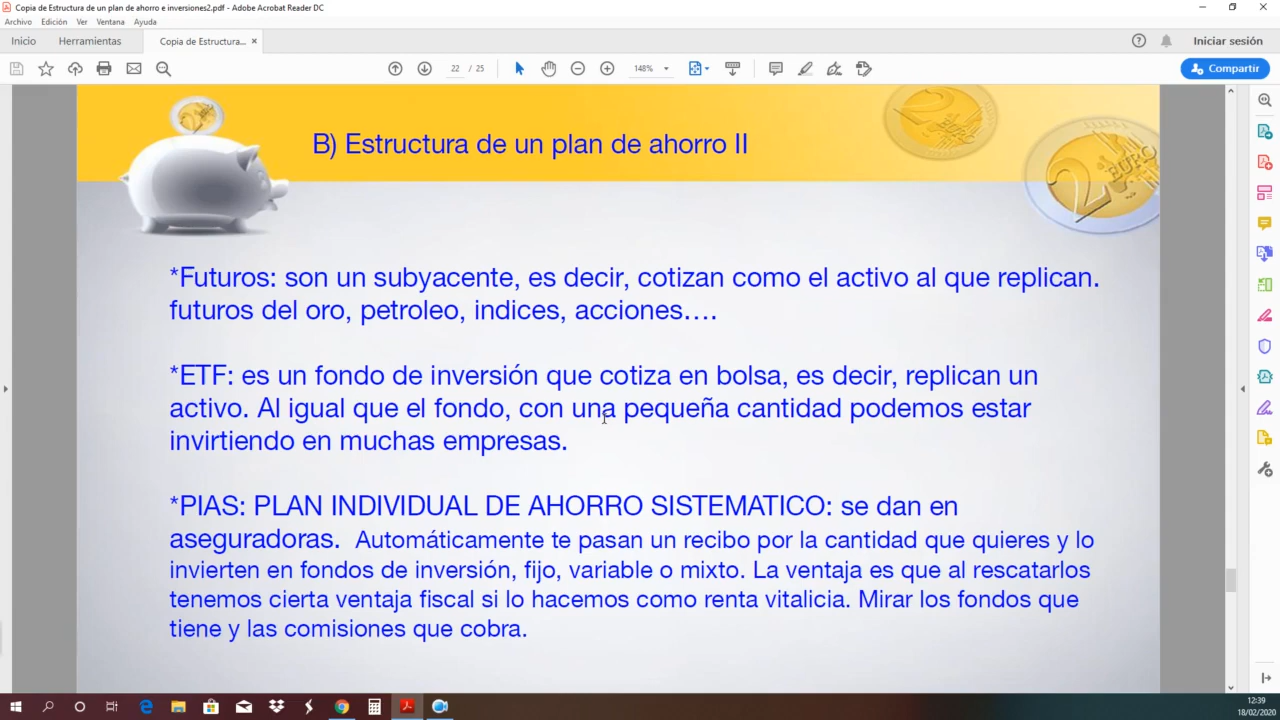 Copia de Estructura de un plan de ahorro e inversiones2.pdf - Adobe Acrobat Reader DC
Archivo Edición Ver Ventana Ayuda
Inicio Herramientas Copia de Estructura... ×
Iniciar sesión
22 / 25 148% Compartir
B) Estructura de un plan de ahorro II
*Futuros: son un subyacente, es decir, cotizan como el activo al que replican.
futuros del oro, petroleo, indices, acciones….
*ETF: es un fondo de inversión que cotiza en bolsa, es decir, replican un
activo. Al igual que el fondo, con una pequeña cantidad podemos estar
invirtiendo en muchas empresas.
*PIAS: PLAN INDIVIDUAL DE AHORRO SISTEMATICO: se dan en
aseguradoras. Automáticamente te pasan un recibo por la cantidad que quieres y lo
invierten en fondos de inversión, fijo, variable o mixto. La ventaja es que al rescatarlos
tenemos cierta ventaja fiscal si lo hacemos como renta vitalicia. Mirar los fondos que
tiene y las comisiones que cobra.
12:39
18/02/2020